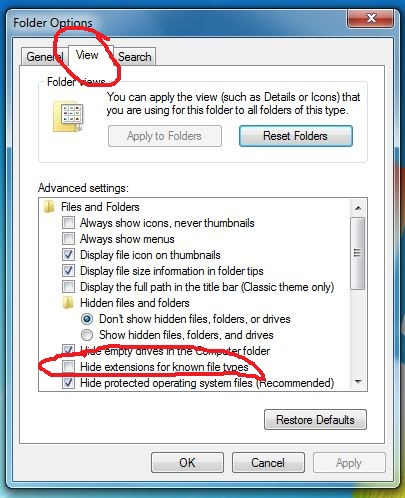 Folder Options
General
View
Search
Folder views
You can apply the view (such as Details or Icons) that
you are using for this folder to all folders of this type.
Apply to Folders
Reset Folders
Advanced settings:
Files and Folders
Always show icons, never thumbnails
Always show menus
Display file icon on thumbnails
Display file size information in folder tips
Display the full path in the title bar (Classic theme only)
Hidden files and folders
Don't show hidden files, folders, or drives
Show hidden files, folders, and drives
Hide empty drives in the Computer folder
Hide extensions for known file types
Hide protected operating system files (Recommended)
Restore Defaults
OK
Cancel
Apply